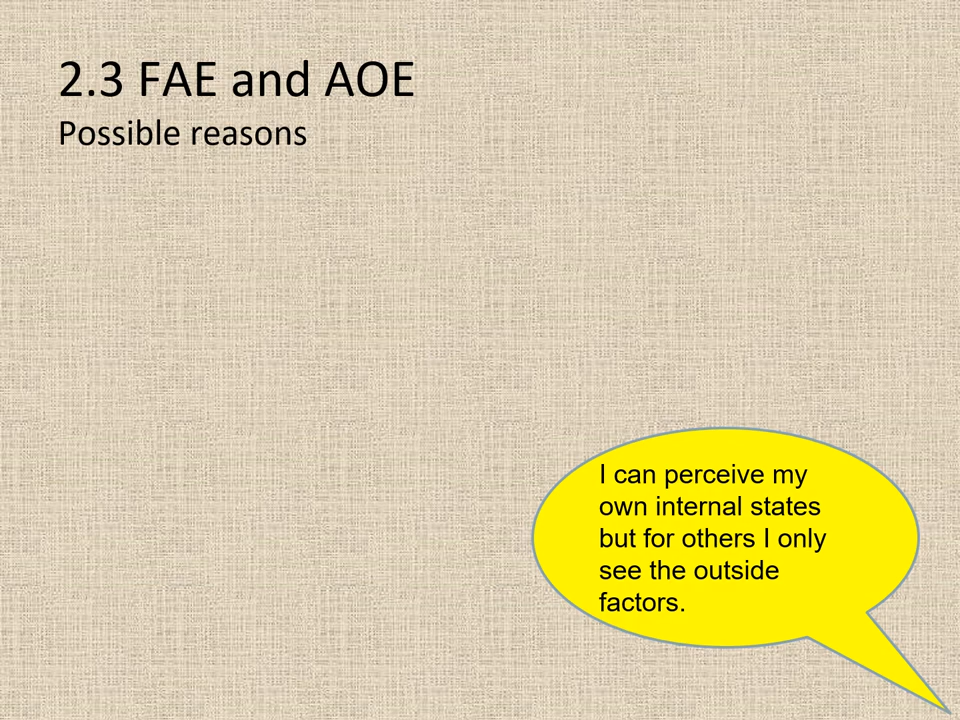 2.3 FAE and AOE
Possible reasons
I can perceive my
own internal states
but for others I only
see the outside
factors.